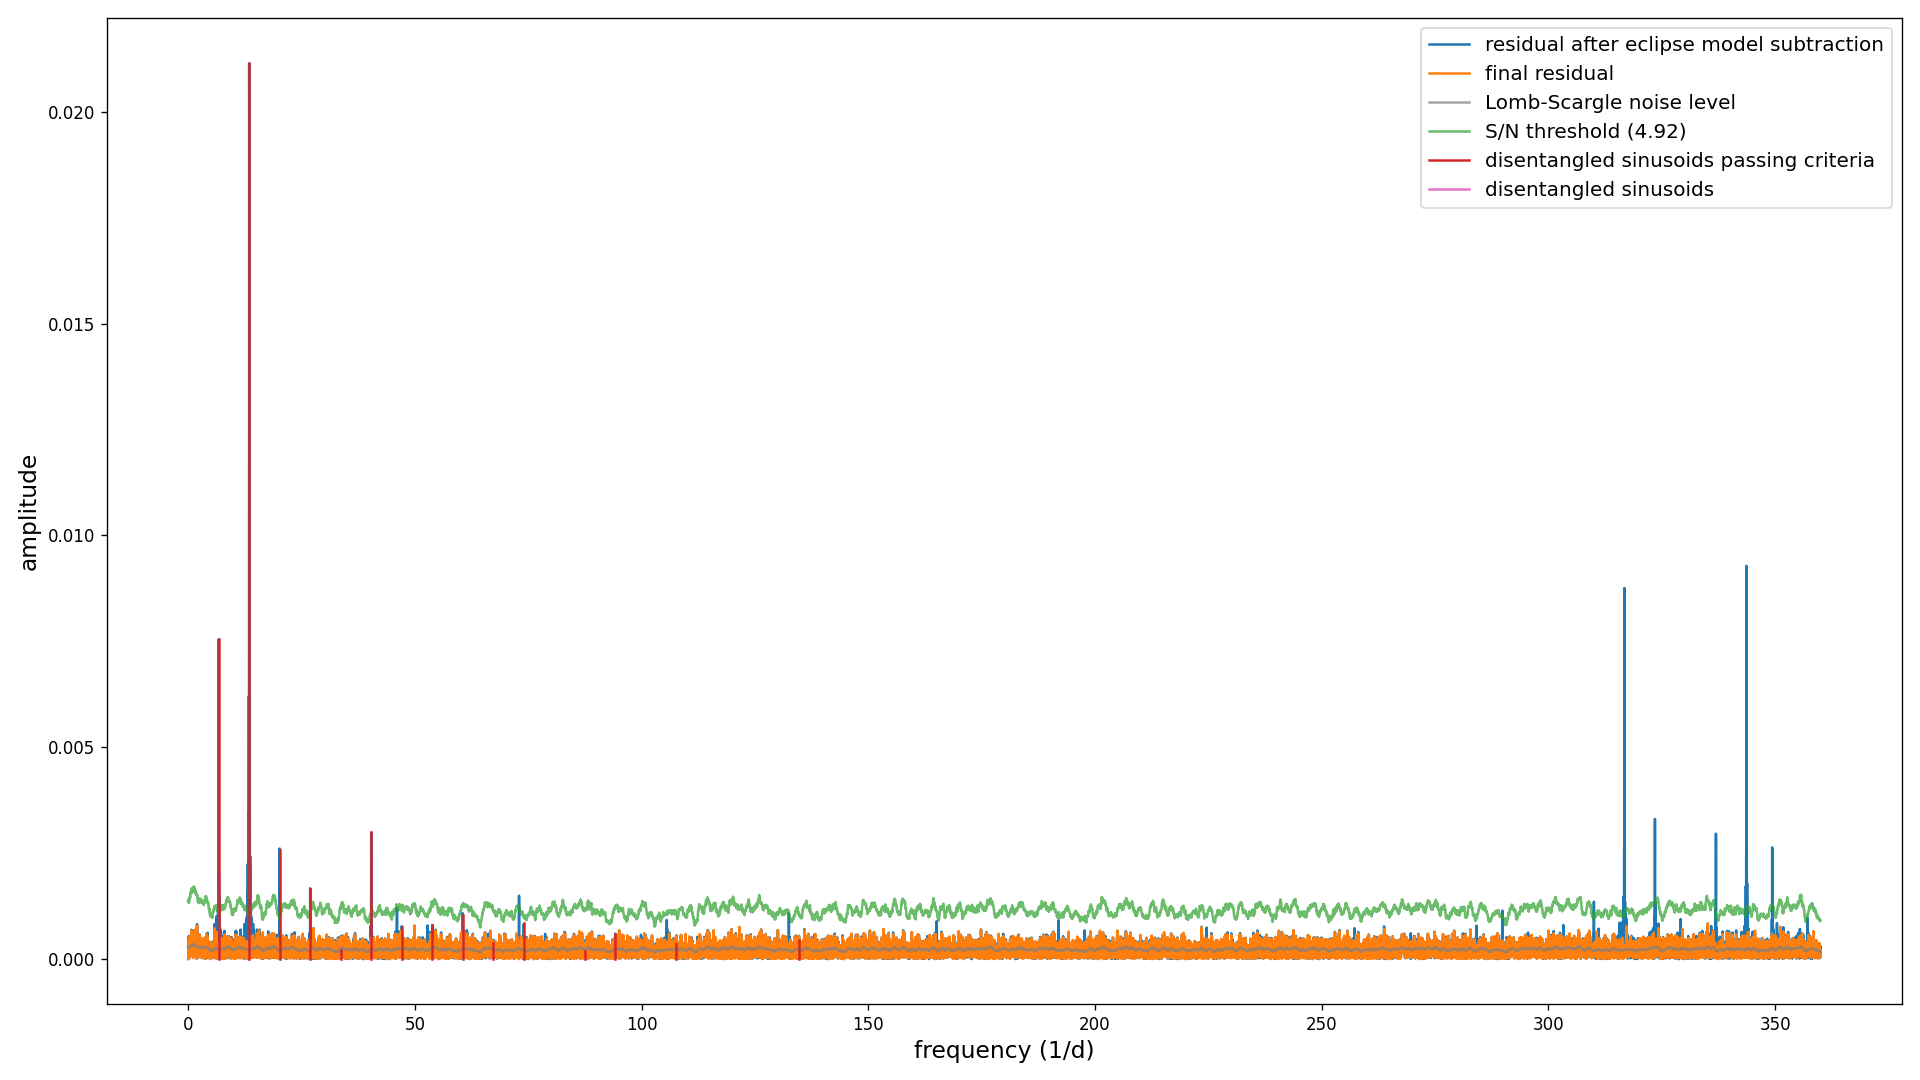 residual after eclipse model subtraction
final residual
Lomb-Scargle noise level
S/N threshold (4.92)
disentangled sinusoids passing criteria
disentangled sinusoids
0.020
0.015
0.010
0.005
0.000
amplitude
0 50 100 150 200 250 300 350
frequency (1/d)